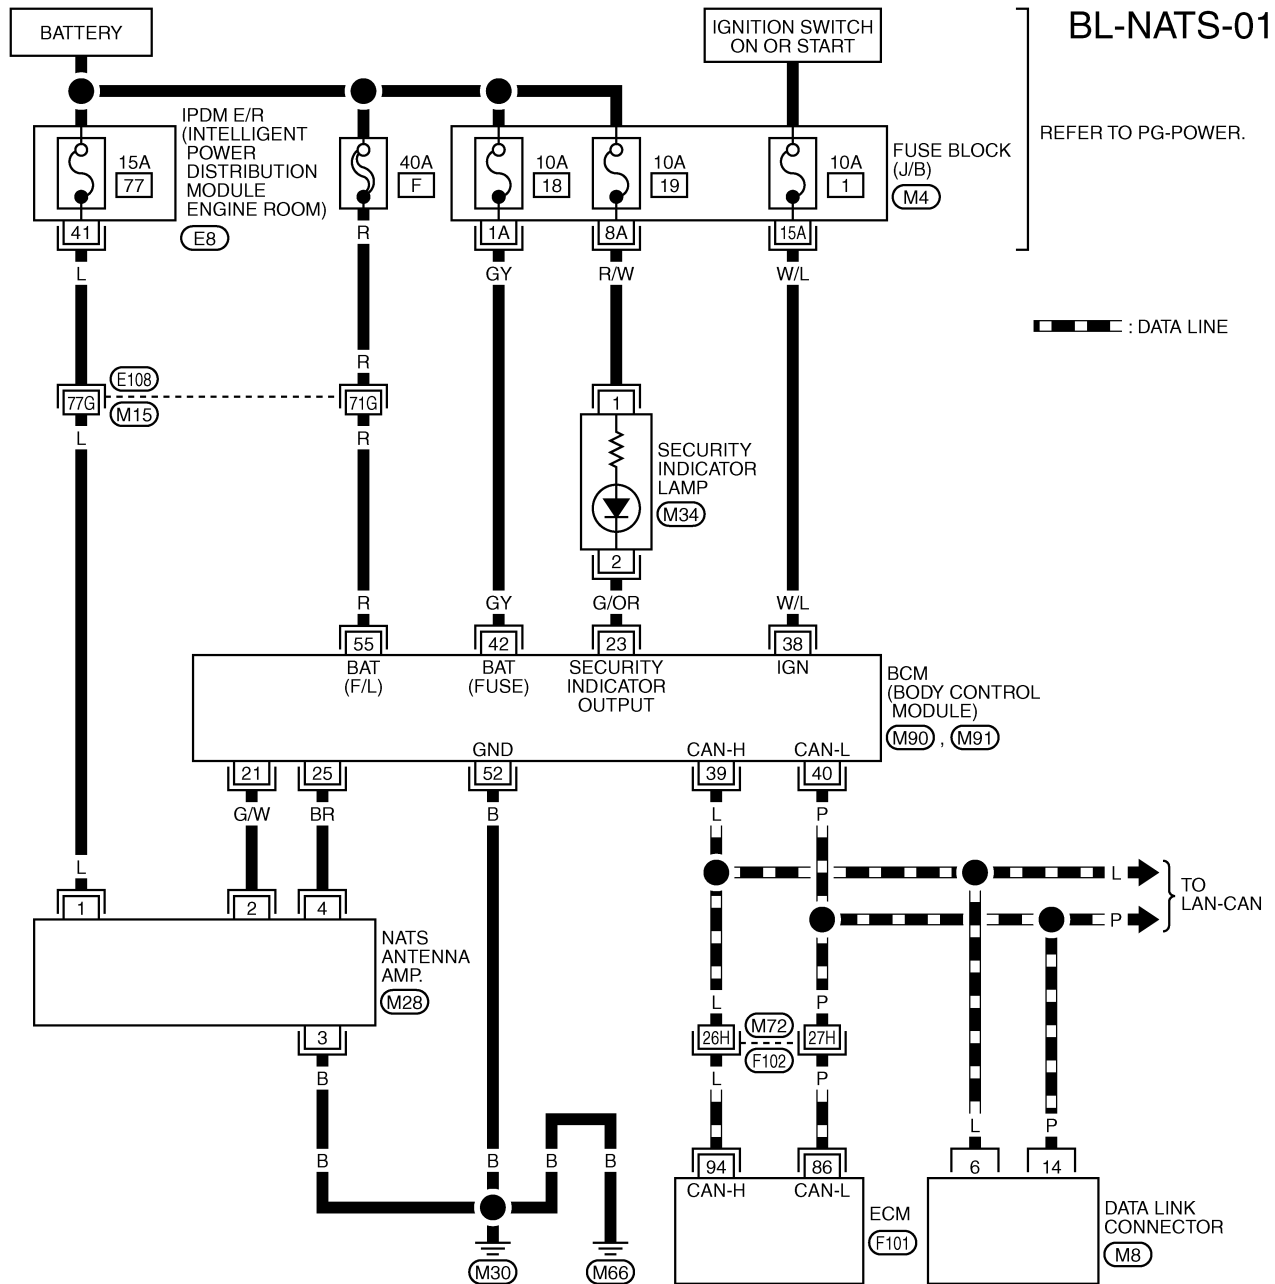 BL-NATS-01
BATTERY
IGNITION SWITCH
ON OR START
REFER TO PG-POWER.
IPDM E/R
(INTELLIGENT
POWER
DISTRIBUTION
MODULE
ENGINE ROOM)
E8
15A
77
40A
F
10A
18
10A
19
10A
1
FUSE BLOCK
(J/B)
M4
41
1A
8A
15A
L
R
GY
R/W
W/L
: DATA LINE
R
77G
E108
M15
71G
1
L
R
SECURITY
INDICATOR
LAMP
M34
2
R
GY
G/OR
W/L
55
42
23
38
BAT
(F/L)
BAT
(FUSE)
SECURITY
INDICATOR
OUTPUT
IGN
BCM
(BODY CONTROL
MODULE)
M90 , M91
GND
CAN-H
CAN-L
21
25
52
39
40
G/W
BR
B
L
P
L
L
P
TO
LAN-CAN
1
2
4
NATS
ANTENNA
AMP.
M28
3
L
P
26H
M72
F102
27H
B
L
P
L
P
B
B
B
B
94
86
6
14
CAN-H
CAN-L
ECM
F101
DATA LINK
CONNECTOR
M8
M30
M66